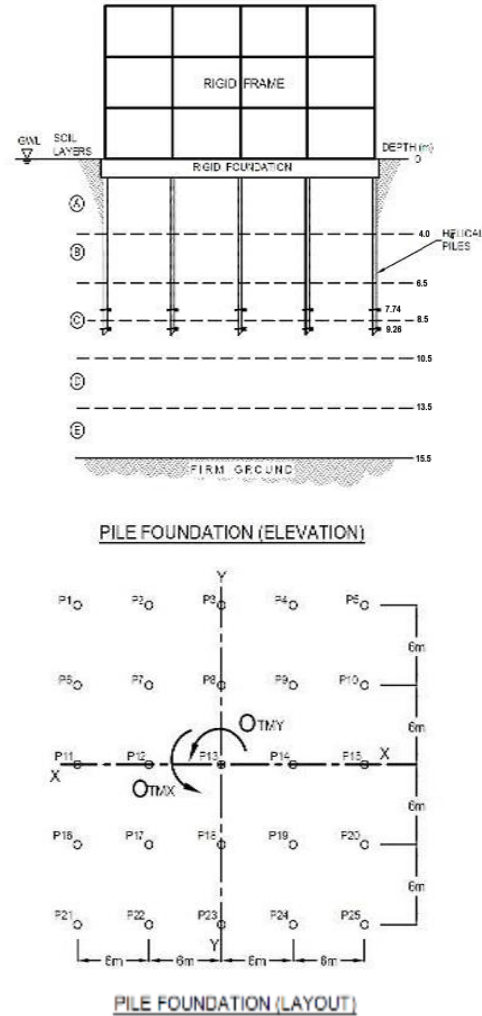 RIGID FRAME
GWL SOIL LAYERS
DEPTH (m)
0
RIGID FOUNDATION
A
4.0
HELICAL PILES
B
6.5
7.74
C
8.5
9.26
10.5
D
13.5
E
15.5
FIRM GROUND
PILE FOUNDATION (ELEVATION)
Y
P1 P2 P3 P4 P5
6m
P6 P7 P8 P9 P10
6m
OTMY
P11 P12 P13 P14 P15 X
X
OTMX
6m
P16 P17 P18 P19 P20
6m
P21 P22 P23 P24 P25
Y
6m 6m 6m 6m
PILE FOUNDATION (LAYOUT)